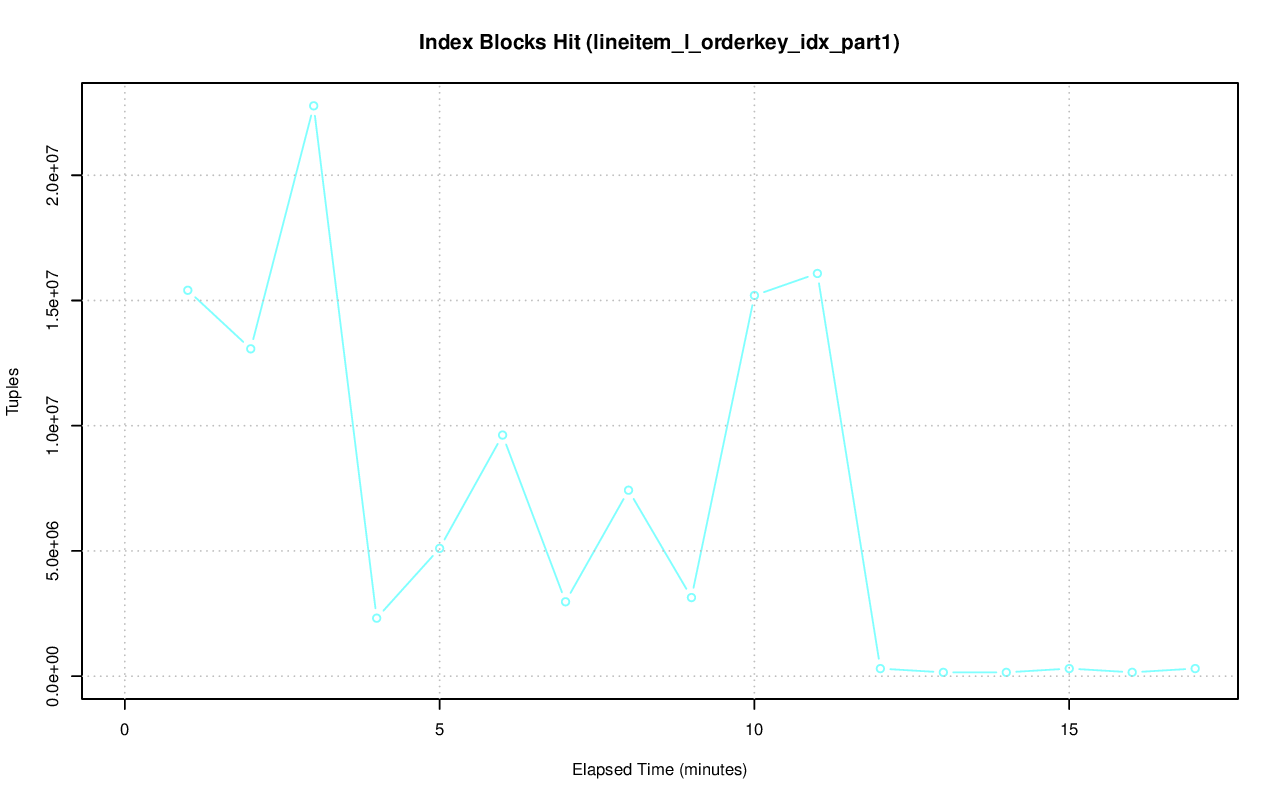 Index Blocks Hit (lineitem_l_orderkey_idx_part1)
Tuples
2.0e+07
1.5e+07
1.0e+07
5.0e+06
0.0e+00
0 5 10 15
Elapsed Time (minutes)